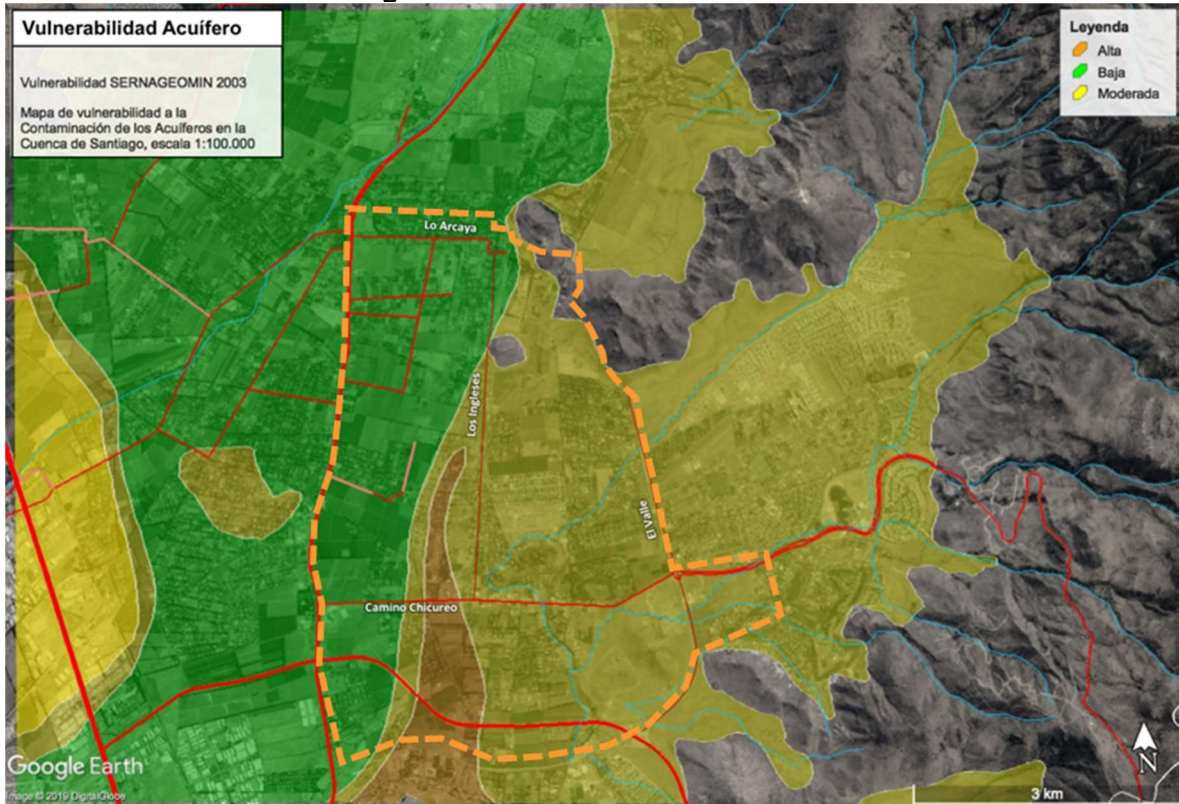 Vulnerabilidad Acuífero
Vulnerabilidad SERNAGEOMIN 2003
Mapa de vulnerabilidad a la
Contaminación de los Acuíferos en la
Cuenca de Santiago, escala 1:100.000
Leyenda
Alta
Baja
Moderada
Lo Arcaya
Los Ingleses
El Valle
Camino Chicureo
Google Earth
Image © 2019 DigitalGlobe
N
3 km